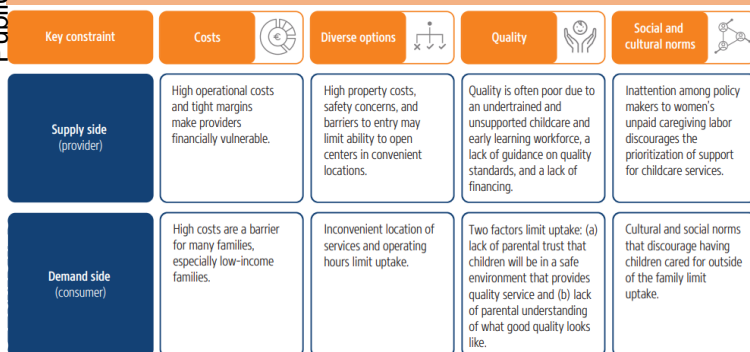 Key constraint
Costs
€
Diverse options
Quality
Social and
cultural norms
Supply side
(provider)
High operational costs
and tight margins
make providers
financially vulnerable.
High property costs,
safety concerns, and
barriers to entry may
limit ability to open
centers in convenient
locations.
Quality is often poor due to
an undertrained and
unsupported childcare and
early learning workforce, a
lack of guidance on quality
standards, and a lack of
financing.
Inattention among policy
makers to women's
unpaid caregiving labor
discourages the
prioritization of support
for childcare services.
Demand side
(consumer)
High costs are a barrier
for many families,
especially low-income
families.
Inconvenient location of
services and operating
hours limit uptake.
Two factors limit uptake: (a)
lack of parental trust that
children will be in a safe
environment that provides
quality service and (b) lack
of parental understanding
of what good quality looks
like.
Cultural and social norms
that discourage having
children cared for outside
of the family limit
uptake.